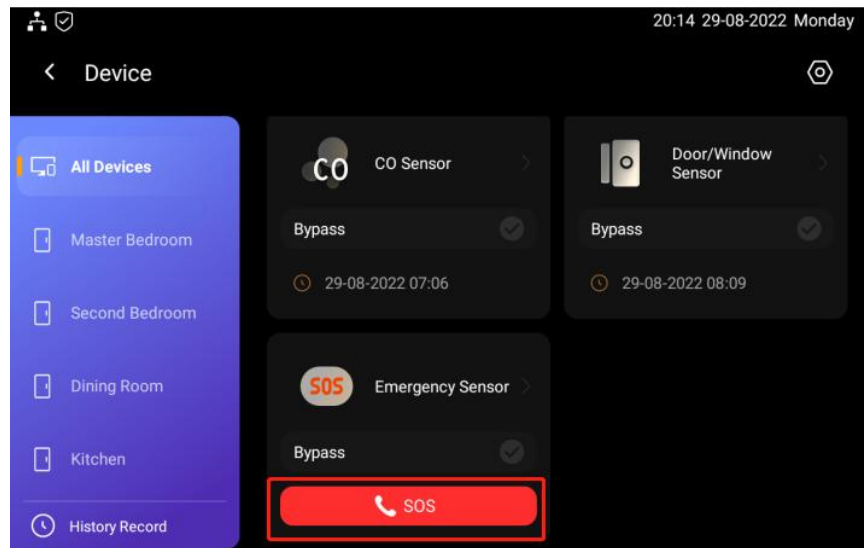 20:14 29-08-2022 Monday
Device
All Devices
Master Bedroom
Second Bedroom
Dining Room
Kitchen
History Record
CO
CO Sensor
Bypass
29-08-2022 07:06
Door/Window
Sensor
Bypass
29-08-2022 08:09
SOS
Emergency Sensor
Bypass
SOS